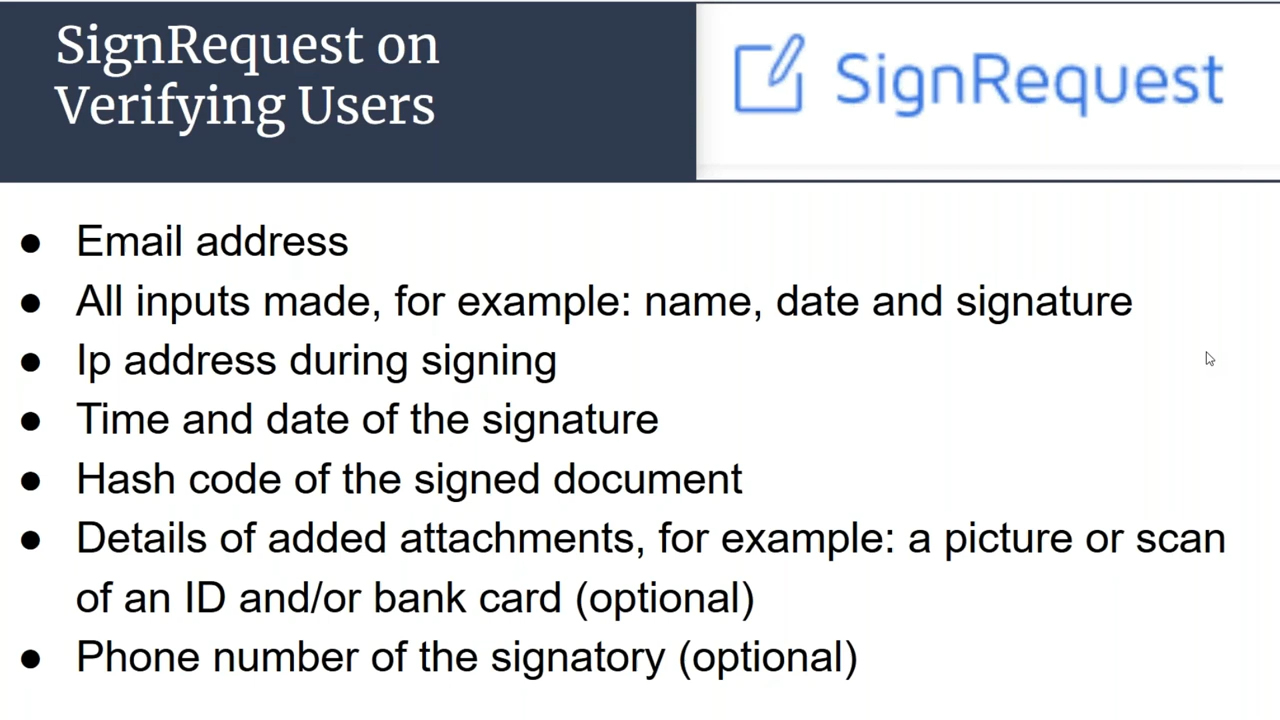 SignRequest on
Verifying Users
SignRequest
● Email address
● All inputs made, for example: name, date and signature
● Ip address during signing
● Time and date of the signature
● Hash code of the signed document
● Details of added attachments, for example: a picture or scan
of an ID and/or bank card (optional)
● Phone number of the signatory (optional)